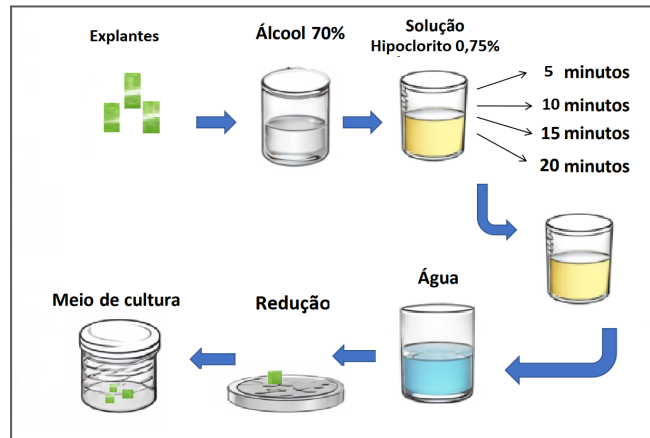 Explantes
Álcool 70%
Solução
Hipoclorito 0,75%
5 minutos
10 minutos
15 minutos
20 minutos
Meio de cultura
Redução
Água